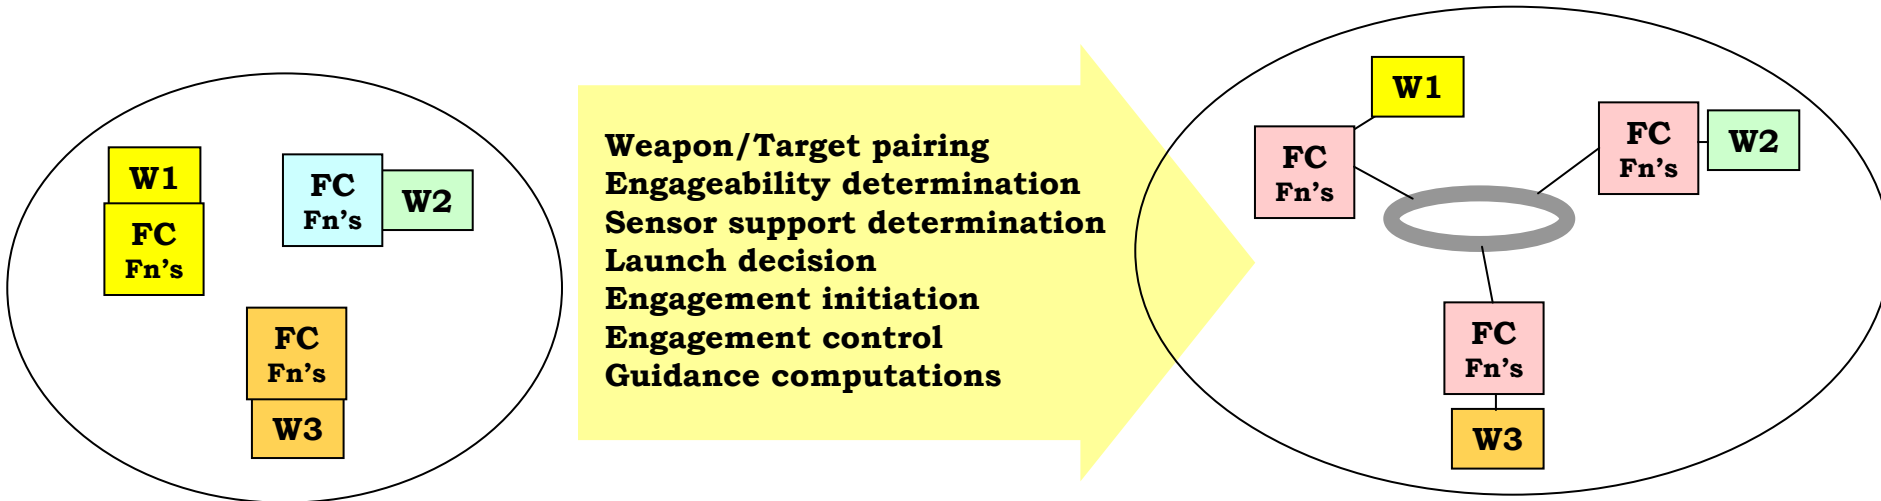 W1
FC
Fn's
FC
Fn's
W2
FC
Fn's
W3
Weapon/Target pairing
Engageability determination
Sensor support determination
Launch decision
Engagement initiation
Engagement control
Guidance computations
W1
FC
Fn's
FC
Fn's
W2
FC
Fn's
W3